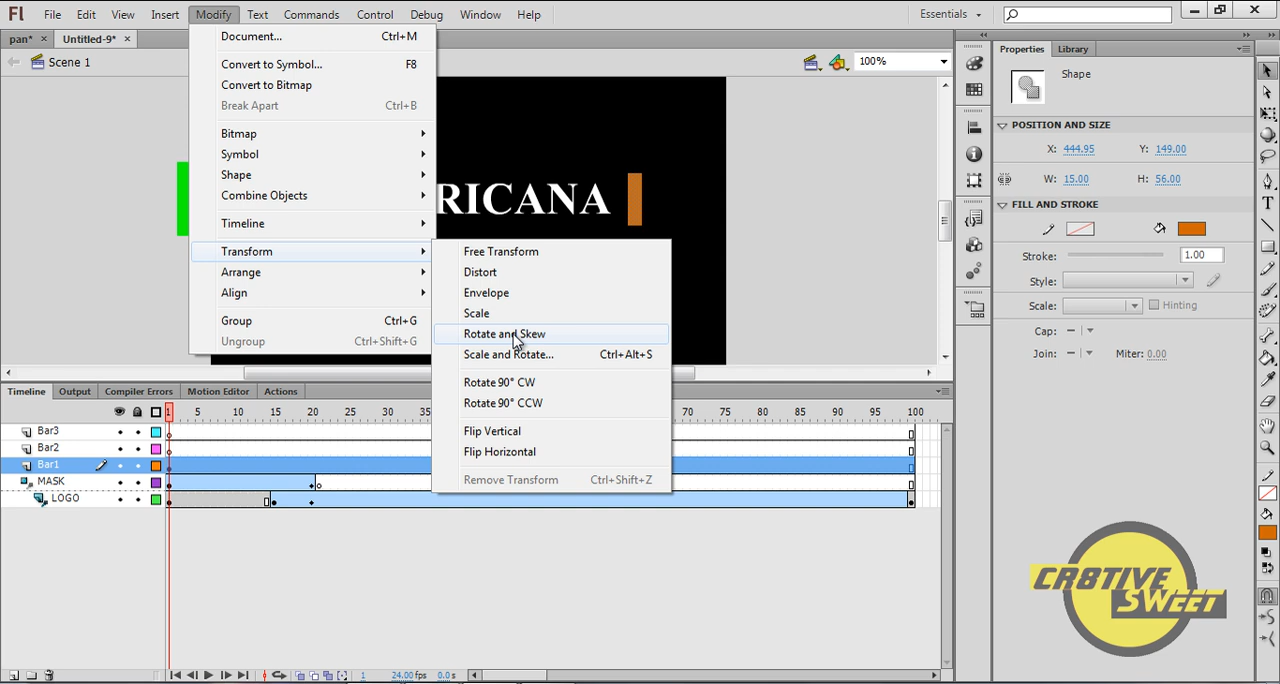 Fl File Edit View Insert Modify Text Commands Control Debug Window Help Essentials
pan* × Untitled-9* ×
Scene 1 100%
Document... Ctrl+M
Convert to Symbol... F8
Convert to Bitmap
Break Apart Ctrl+B
Bitmap
Symbol
Shape
Combine Objects
Timeline
Transform
Arrange
Align
Group Ctrl+G
Ungroup Ctrl+Shift+G
RICANA
Free Transform
Distort
Envelope
Scale
Rotate and Skew
Scale and Rotate... Ctrl+Alt+S
Rotate 90° CW
Rotate 90° CCW
Flip Vertical
Flip Horizontal
Remove Transform Ctrl+Shift+Z
Properties Library
Shape
POSITION AND SIZE
X: 444.95 Y: 149.00
W: 15.00 H: 56.00
FILL AND STROKE
Stroke: 1.00
Style:
Scale: Hinting
Cap:
Join: Miter: 0.00
Timeline Output Compiler Errors Motion Editor Actions
1 5 10 15 20 25 30 35 70 75 80 85 90 95 100
Bar3
Bar2
Bar1
MASK
LOGO
1 24.00 fps 0.0 s
CR8TIVE
SWEET